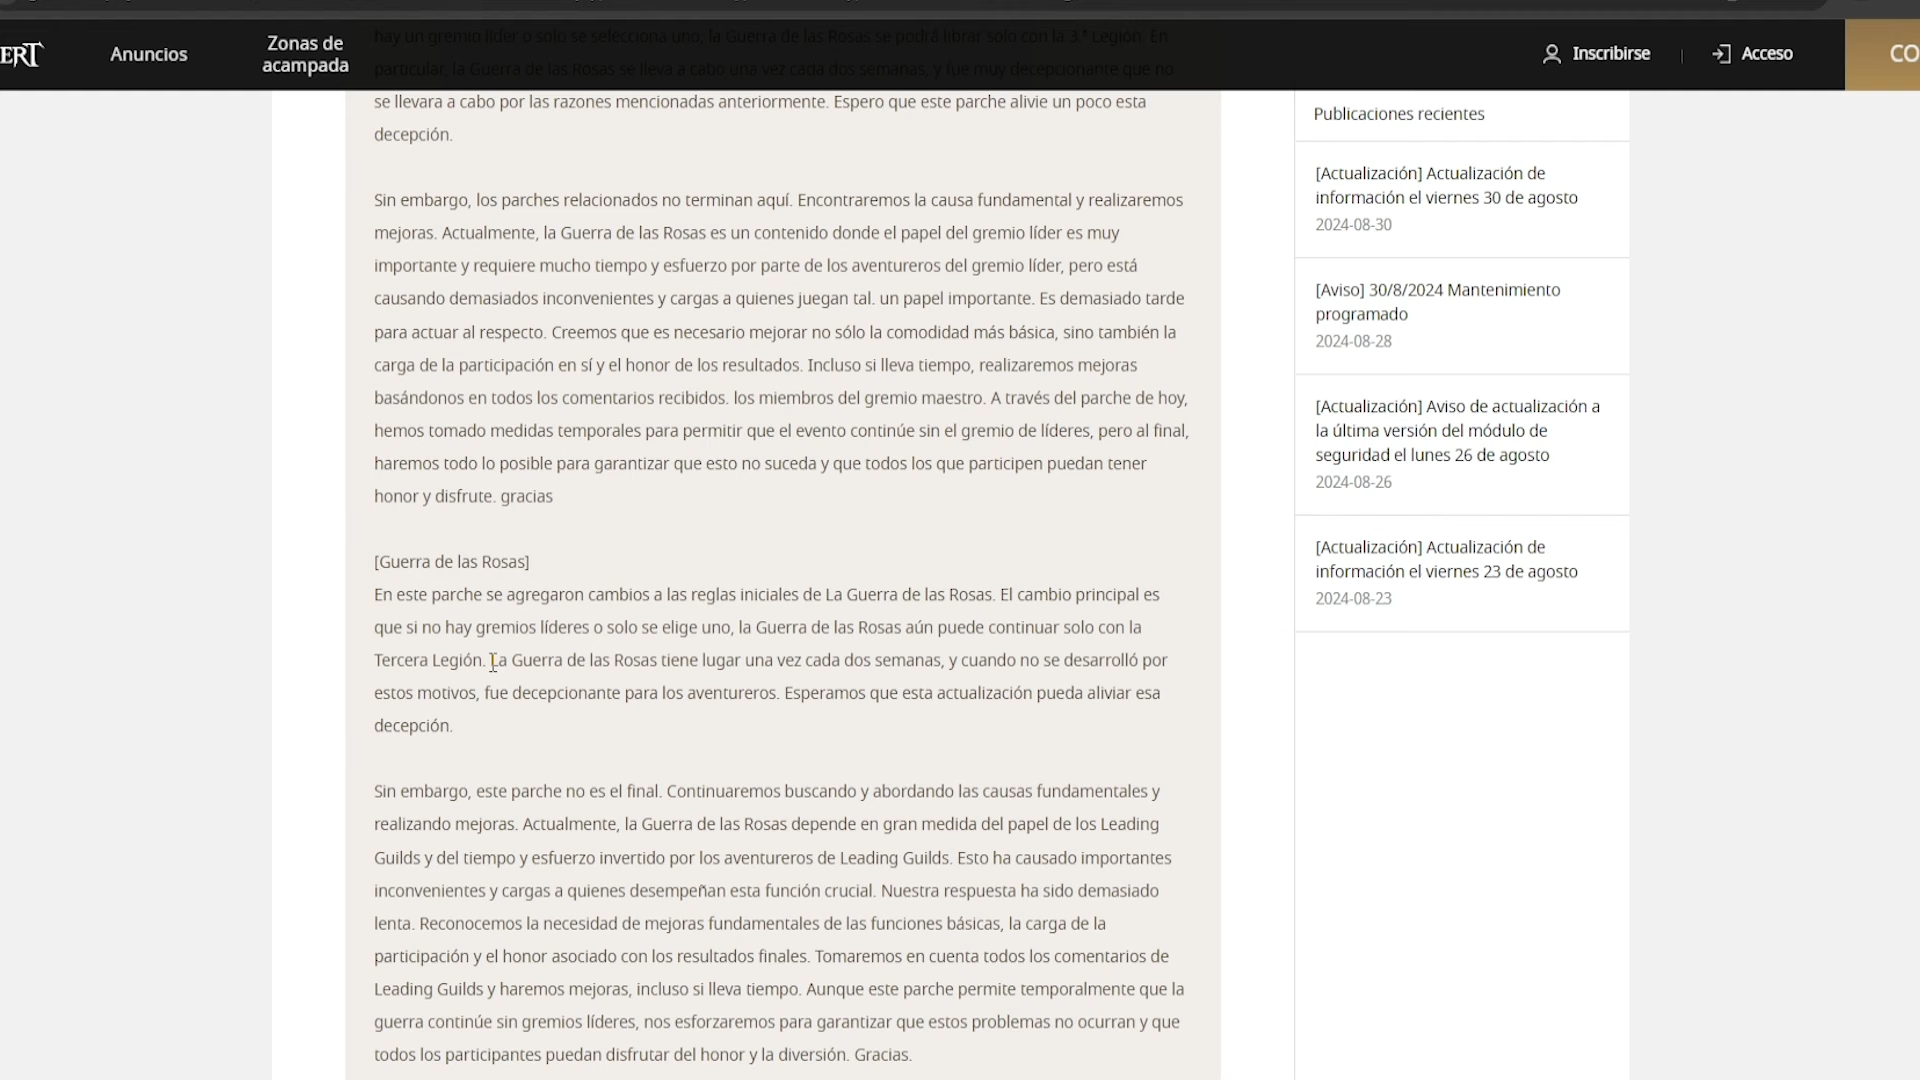 ERT
Anuncios
Zonas de
acampada
Inscribirse
Acceso
CO
hay un gremio líder o solo se selecciona uno, la Guerra de las Rosas se podrá librar solo con la 3.ª Legión. En
particular, la Guerra de las Rosas se lleva a cabo una vez cada dos semanas, y fue muy decepcionante que no
se llevara a cabo por las razones mencionadas anteriormente. Espero que este parche alivie un poco esta
decepción.
Sin embargo, los parches relacionados no terminan aquí. Encontraremos la causa fundamental y realizaremos
mejoras. Actualmente, la Guerra de las Rosas es un contenido donde el papel del gremio líder es muy
importante y requiere mucho tiempo y esfuerzo por parte de los aventureros del gremio líder, pero está
causando demasiados inconvenientes y cargas a quienes juegan tal. un papel importante. Es demasiado tarde
para actuar al respecto. Creemos que es necesario mejorar no sólo la comodidad más básica, sino también la
carga de la participación en sí y el honor de los resultados. Incluso si lleva tiempo, realizaremos mejoras
basándonos en todos los comentarios recibidos. los miembros del gremio maestro. A través del parche de hoy,
hemos tomado medidas temporales para permitir que el evento continúe sin el gremio de líderes, pero al final,
haremos todo lo posible para garantizar que esto no suceda y que todos los que participen puedan tener
honor y disfrute. gracias
[Guerra de las Rosas]
En este parche se agregaron cambios a las reglas iniciales de La Guerra de las Rosas. El cambio principal es
que si no hay gremios líderes o solo se elige uno, la Guerra de las Rosas aún puede continuar solo con la
Tercera Legión. La Guerra de las Rosas tiene lugar una vez cada dos semanas, y cuando no se desarrolló por
estos motivos, fue decepcionante para los aventureros. Esperamos que esta actualización pueda aliviar esa
decepción.
Sin embargo, este parche no es el final. Continuaremos buscando y abordando las causas fundamentales y
realizando mejoras. Actualmente, la Guerra de las Rosas depende en gran medida del papel de los Leading
Guilds y del tiempo y esfuerzo invertido por los aventureros de Leading Guilds. Esto ha causado importantes
inconvenientes y cargas a quienes desempeñan esta función crucial. Nuestra respuesta ha sido demasiado
lenta. Reconocemos la necesidad de mejoras fundamentales de las funciones básicas, la carga de la
participación y el honor asociado con los resultados finales. Tomaremos en cuenta todos los comentarios de
Leading Guilds y haremos mejoras, incluso si lleva tiempo. Aunque este parche permite temporalmente que la
guerra continúe sin gremios líderes, nos esforzaremos para garantizar que estos problemas no ocurran y que
todos los participantes puedan disfrutar del honor y la diversión. Gracias.
Publicaciones recientes
[Actualización] Actualización de
información el viernes 30 de agosto
2024-08-30
[Aviso] 30/8/2024 Mantenimiento
programado
2024-08-28
[Actualización] Aviso de actualización a
la última versión del módulo de
seguridad el lunes 26 de agosto
2024-08-26
[Actualización] Actualización de
información el viernes 23 de agosto
2024-08-23